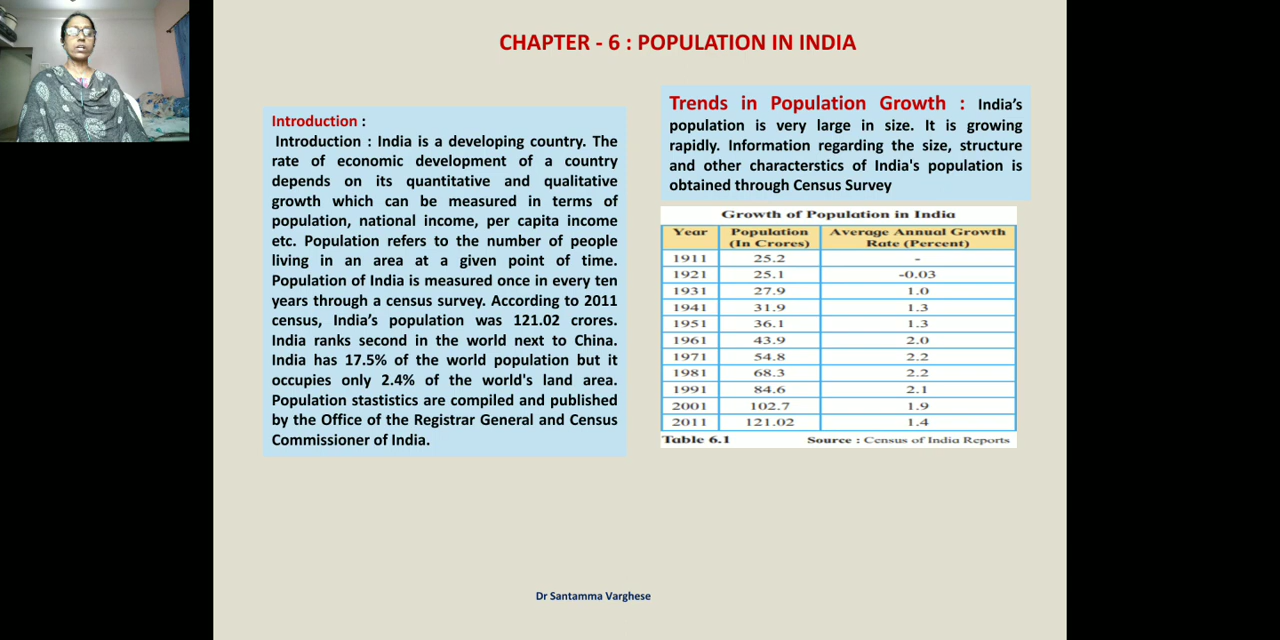 CHAPTER - 6 : POPULATION IN INDIA
Introduction :
Introduction : India is a developing country. The
rate of economic development of a country
depends on its quantitative and qualitative
growth which can be measured in terms of
population, national income, per capita income
etc. Population refers to the number of people
living in an area at a given point of time.
Population of India is measured once in every ten
years through a census survey. According to 2011
census, India's population was 121.02 crores.
India ranks second in the world next to China.
India has 17.5% of the world population but it
occupies only 2.4% of the world's land area.
Population stastistics are compiled and published
by the Office of the Registrar General and Census
Commissioner of India.
Trends in Population Growth : India's
population is very large in size. It is growing
rapidly. Information regarding the size, structure
and other characterstics of India's population is
obtained through Census Survey
Growth of Population in India
Year Population (In Crores) Average Annual Growth Rate (Percent)
1911 25.2 -
1921 25.1 -0.03
1931 27.9 1.0
1941 31.9 1.3
1951 36.1 1.3
1961 43.9 2.0
1971 54.8 2.2
1981 68.3 2.2
1991 84.6 2.1
2001 102.7 1.9
2011 121.02 1.4
Table 6.1 Source : Census of India Reports
Dr Santamma Varghese